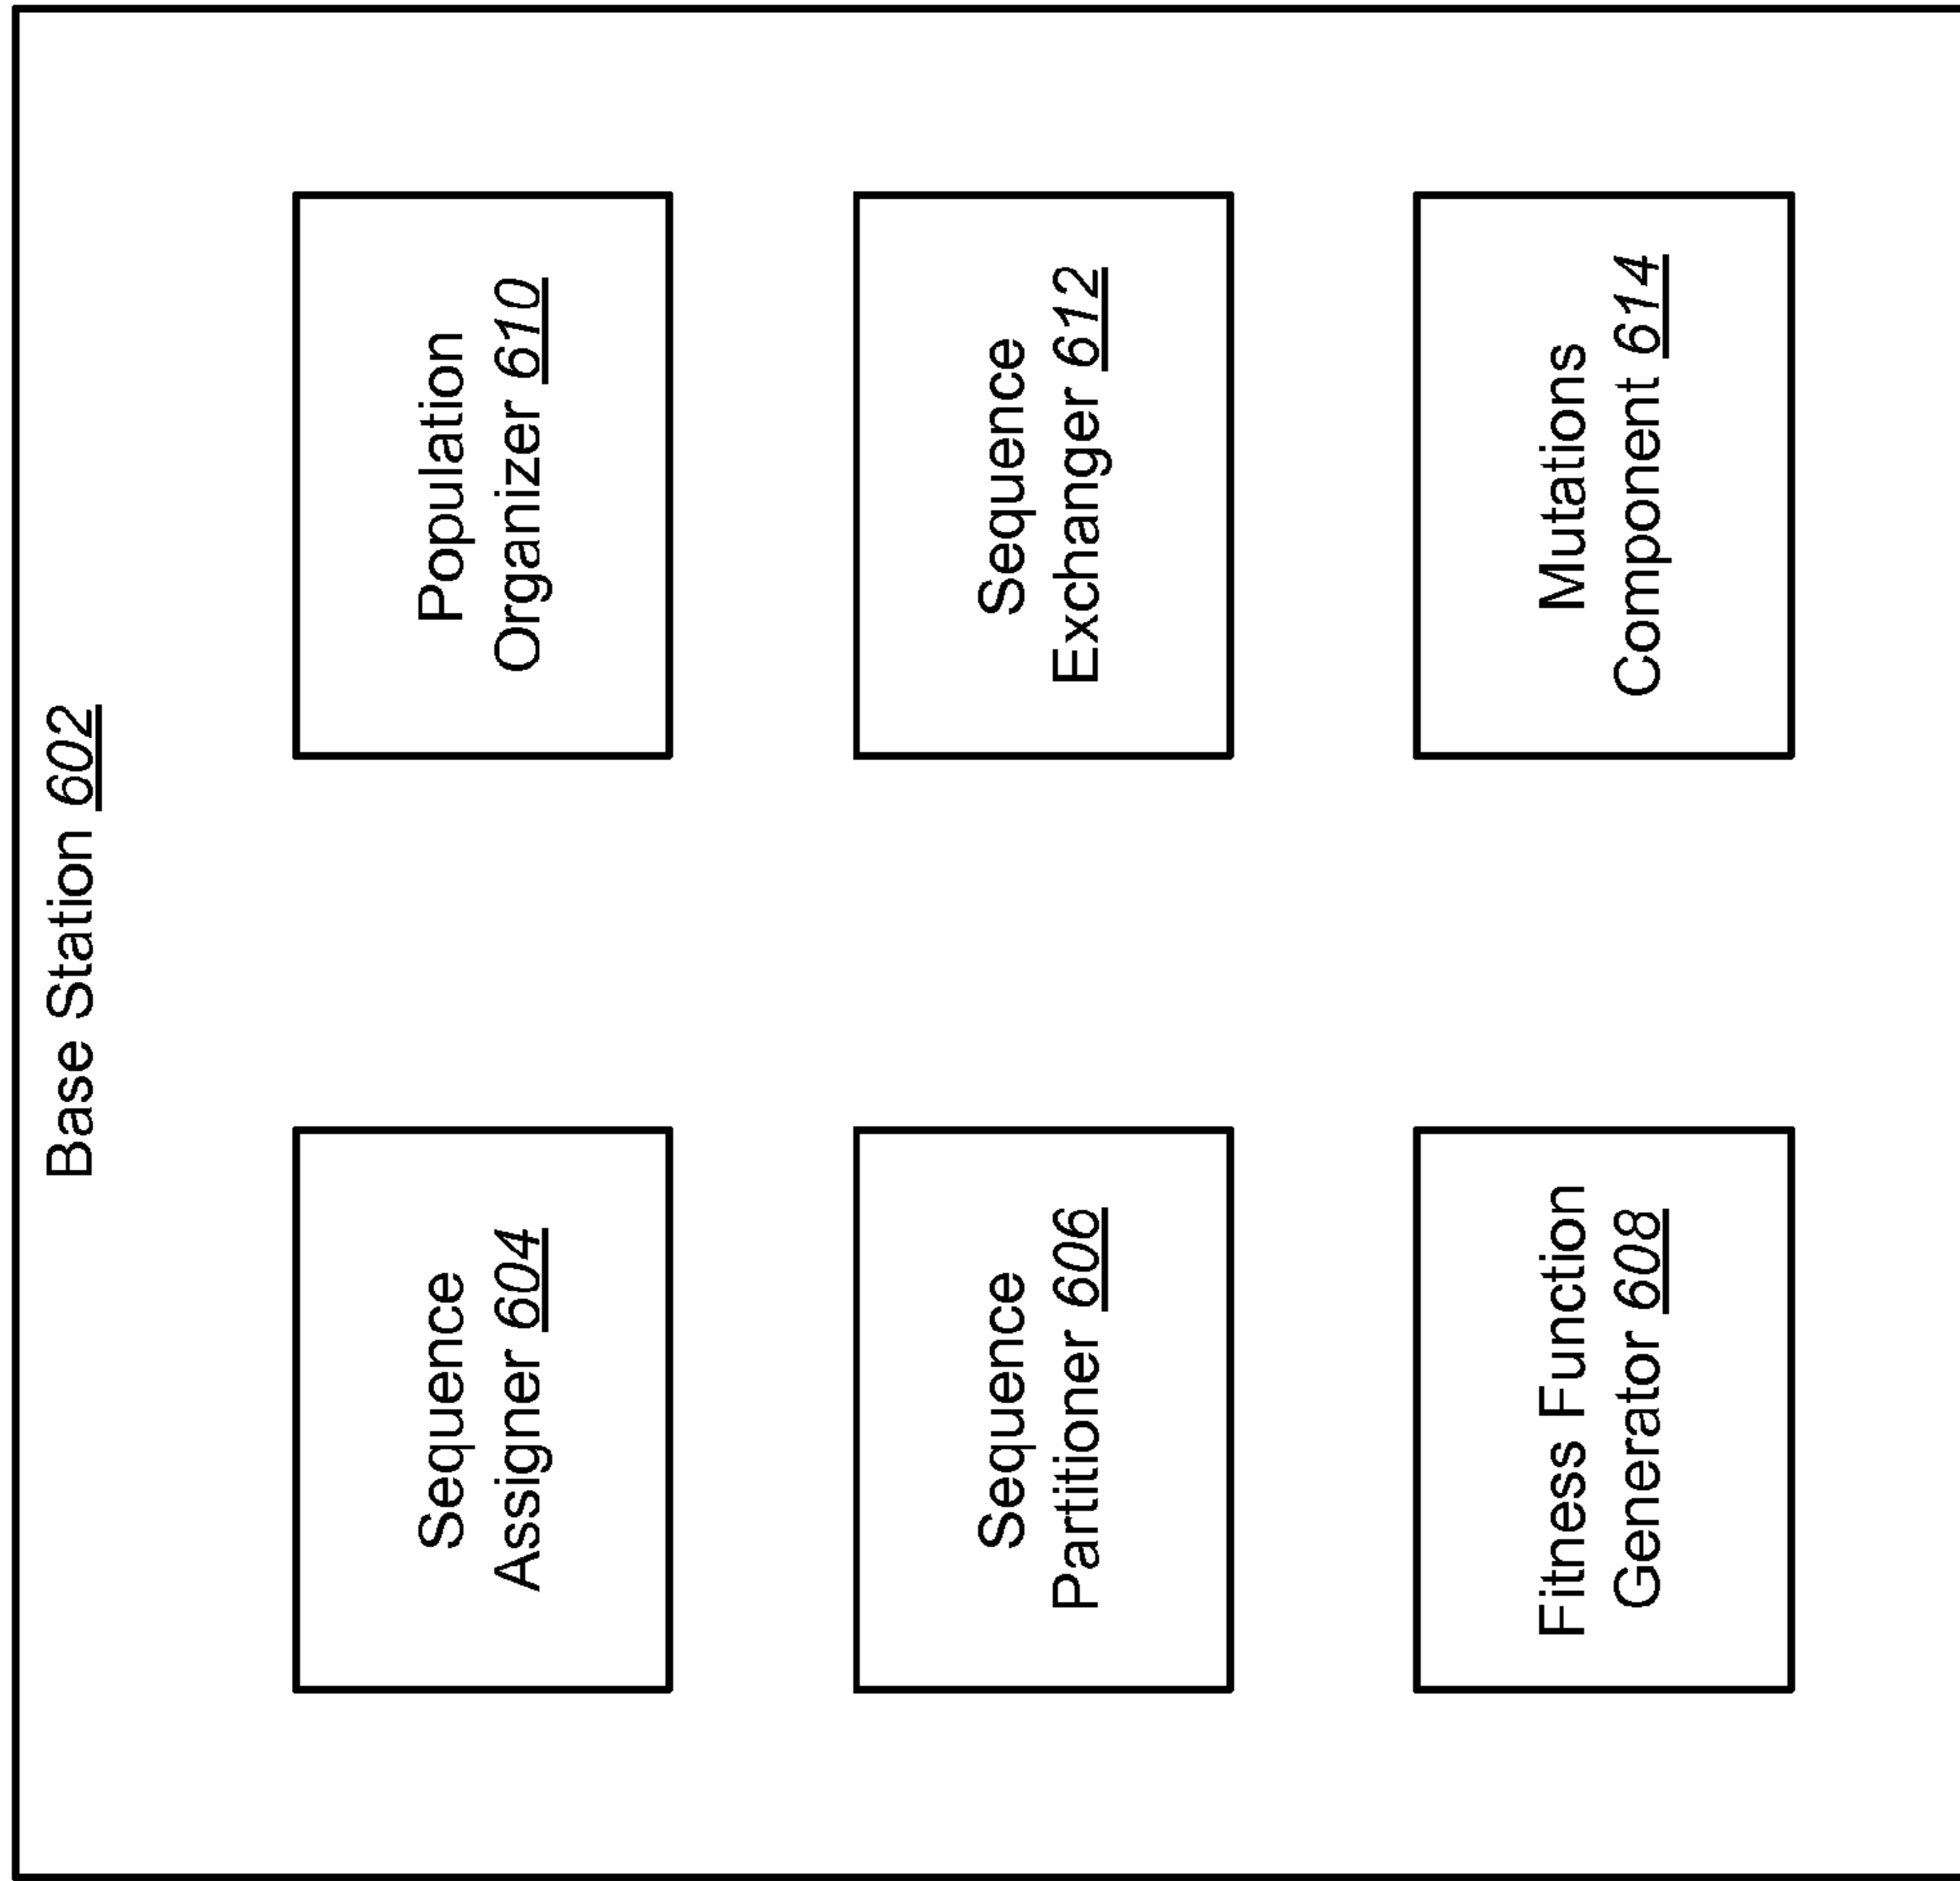 Base Station 602
Sequence
Assigner 604
Population
Organizer 610
Sequence
Partitioner 606
Sequence
Exchanger 612
Fitness Function
Generator 608
Mutations
Component 614